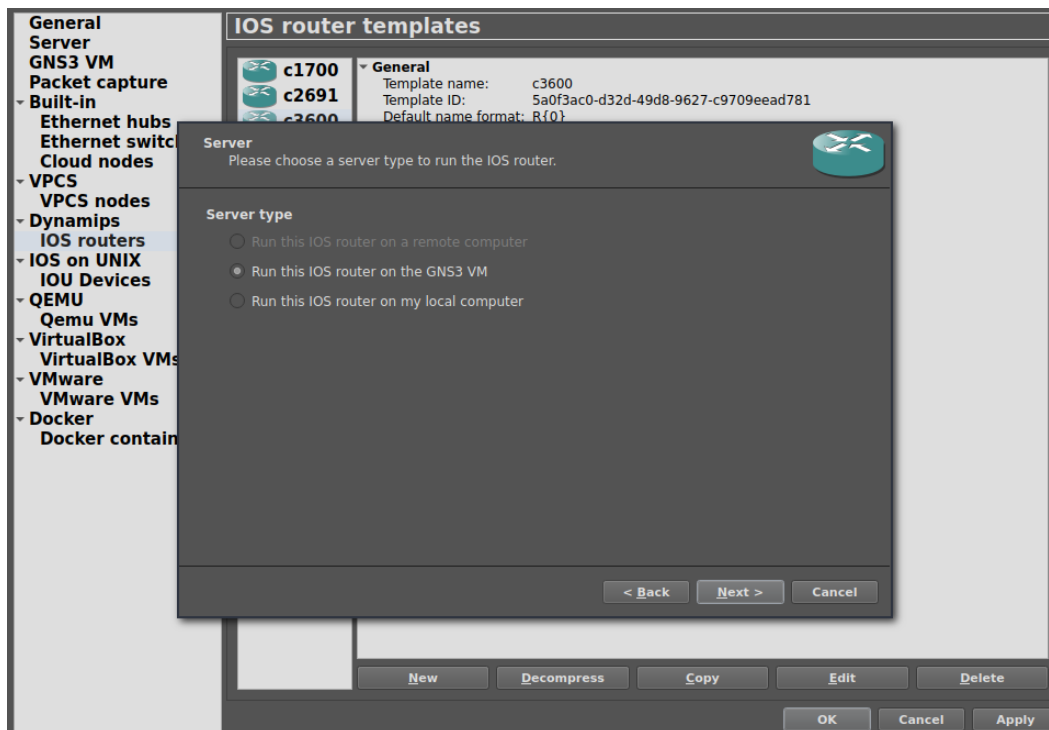 General
Server
GNS3 VM
Packet capture
Built-in
Ethernet hubs
Ethernet switc
Cloud nodes
VPCS
VPCS nodes
Dynamips
IOS routers
IOS on UNIX
IOU Devices
QEMU
Qemu VMs
VirtualBox
VirtualBox VMs
VMware
VMware VMs
Docker
Docker contain
IOS router templates
c1700
c2691
c3600
General
Template name: c3600
Template ID: 5a0f3ac0-d32d-49d8-9627-c9709eead781
Default name format: R{0}
Server
Please choose a server type to run the IOS router.
Server type
Run this IOS router on a remote computer
Run this IOS router on the GNS3 VM
Run this IOS router on my local computer
< Back Next > Cancel
New Decompress Copy Edit Delete
OK Cancel Apply